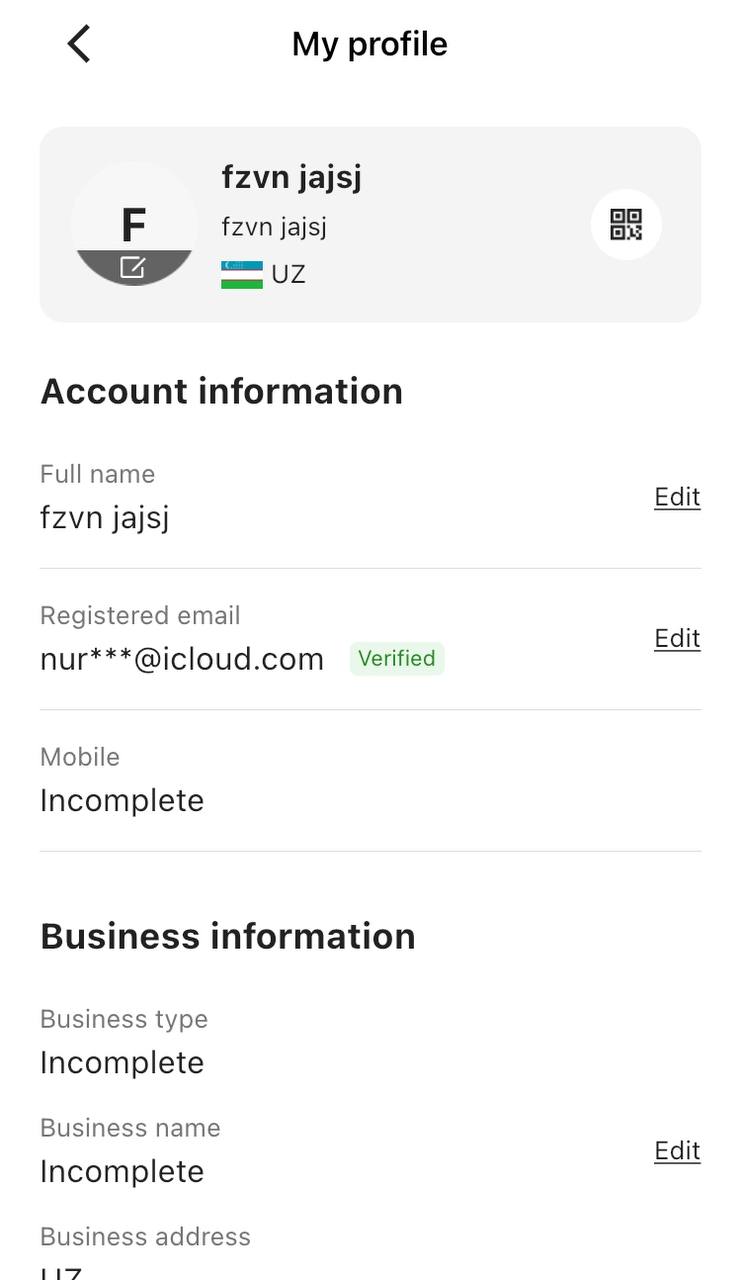 My profile
F
fzvn jajsj
fzvn jajsj
UZ
Account information
Full name
fzvn jajsj
Edit
Registered email
nur***@icloud.com
Verified
Edit
Mobile
Incomplete
Business information
Business type
Incomplete
Business name
Incomplete
Edit
Business address
UZ